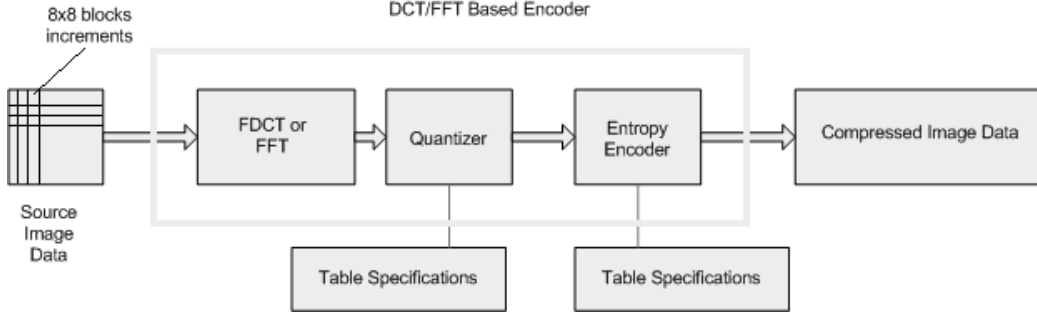 DCT/FFT Based Encoder
8x8 blocks
increments
FDCT or
FFT
Quantizer
Entropy
Encoder
Compressed Image Data
Source
Image
Data
Table Specifications
Table Specifications